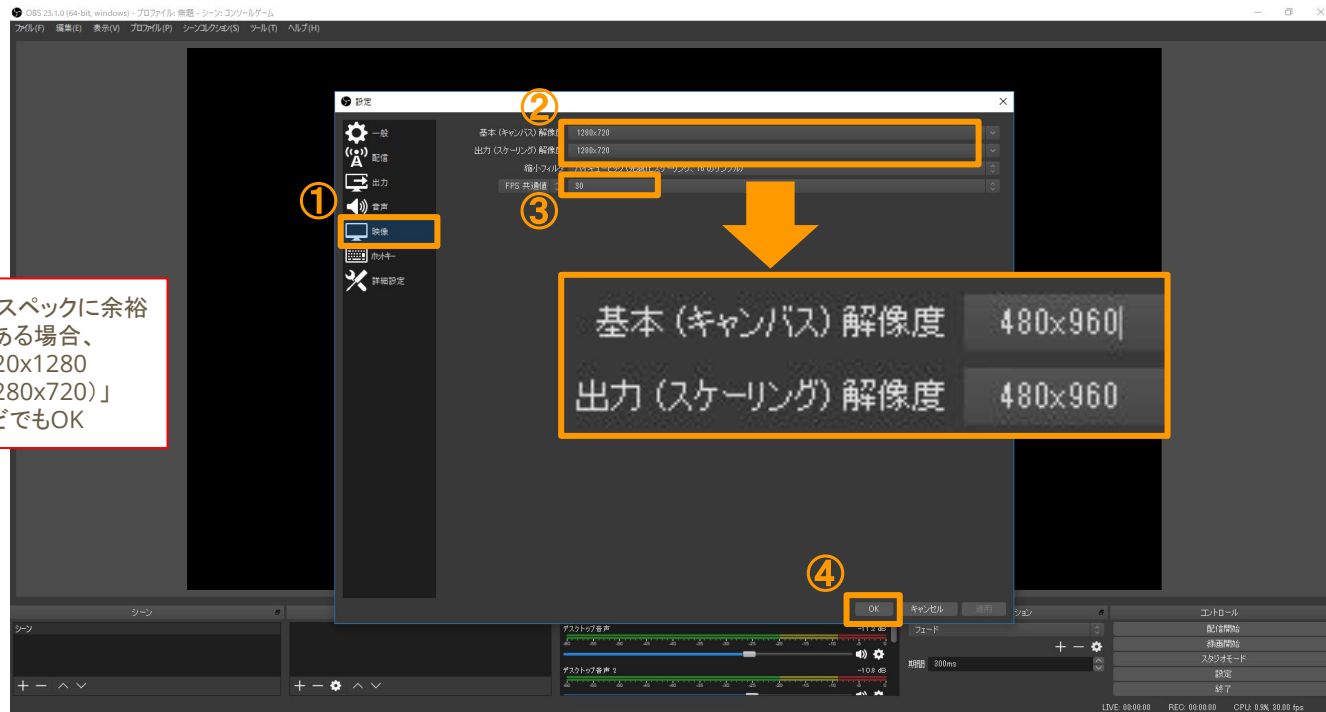 OBS 23.1.0 (64-bit, windows) - プロファイル: 無題 - シーン: コンソールゲーム
ファイル(F) 編集(E) 表示(V) プロファイル(P) シーンコレクション(S) ツール(T) ヘルプ(H)
設定
一般
配信
出力
音声
映像
ホットキー
詳細設定
①
②
基本 (キャンバス) 解像度 1280x720
出力 (スケーリング) 解像度 1280x720
縮小フィルタ
FPS 共通値 30
③
基本 (キャンバス) 解像度 480x960
出力 (スケーリング) 解像度 480x960
スペックに余裕
ある場合、
20x1280
280x720)」
どでもOK
④
OK キャンセル 適用
シーン
シーン
デスクトップ音声
デスクトップ音声 2 -10.8 dB
フェード
期間 300ms
コントロール
配信開始
録画開始
スタジオモード
設定
終了
LIVE: 00:00:00 REC: 00:00:00 CPU: 0.9%, 30.00 fps